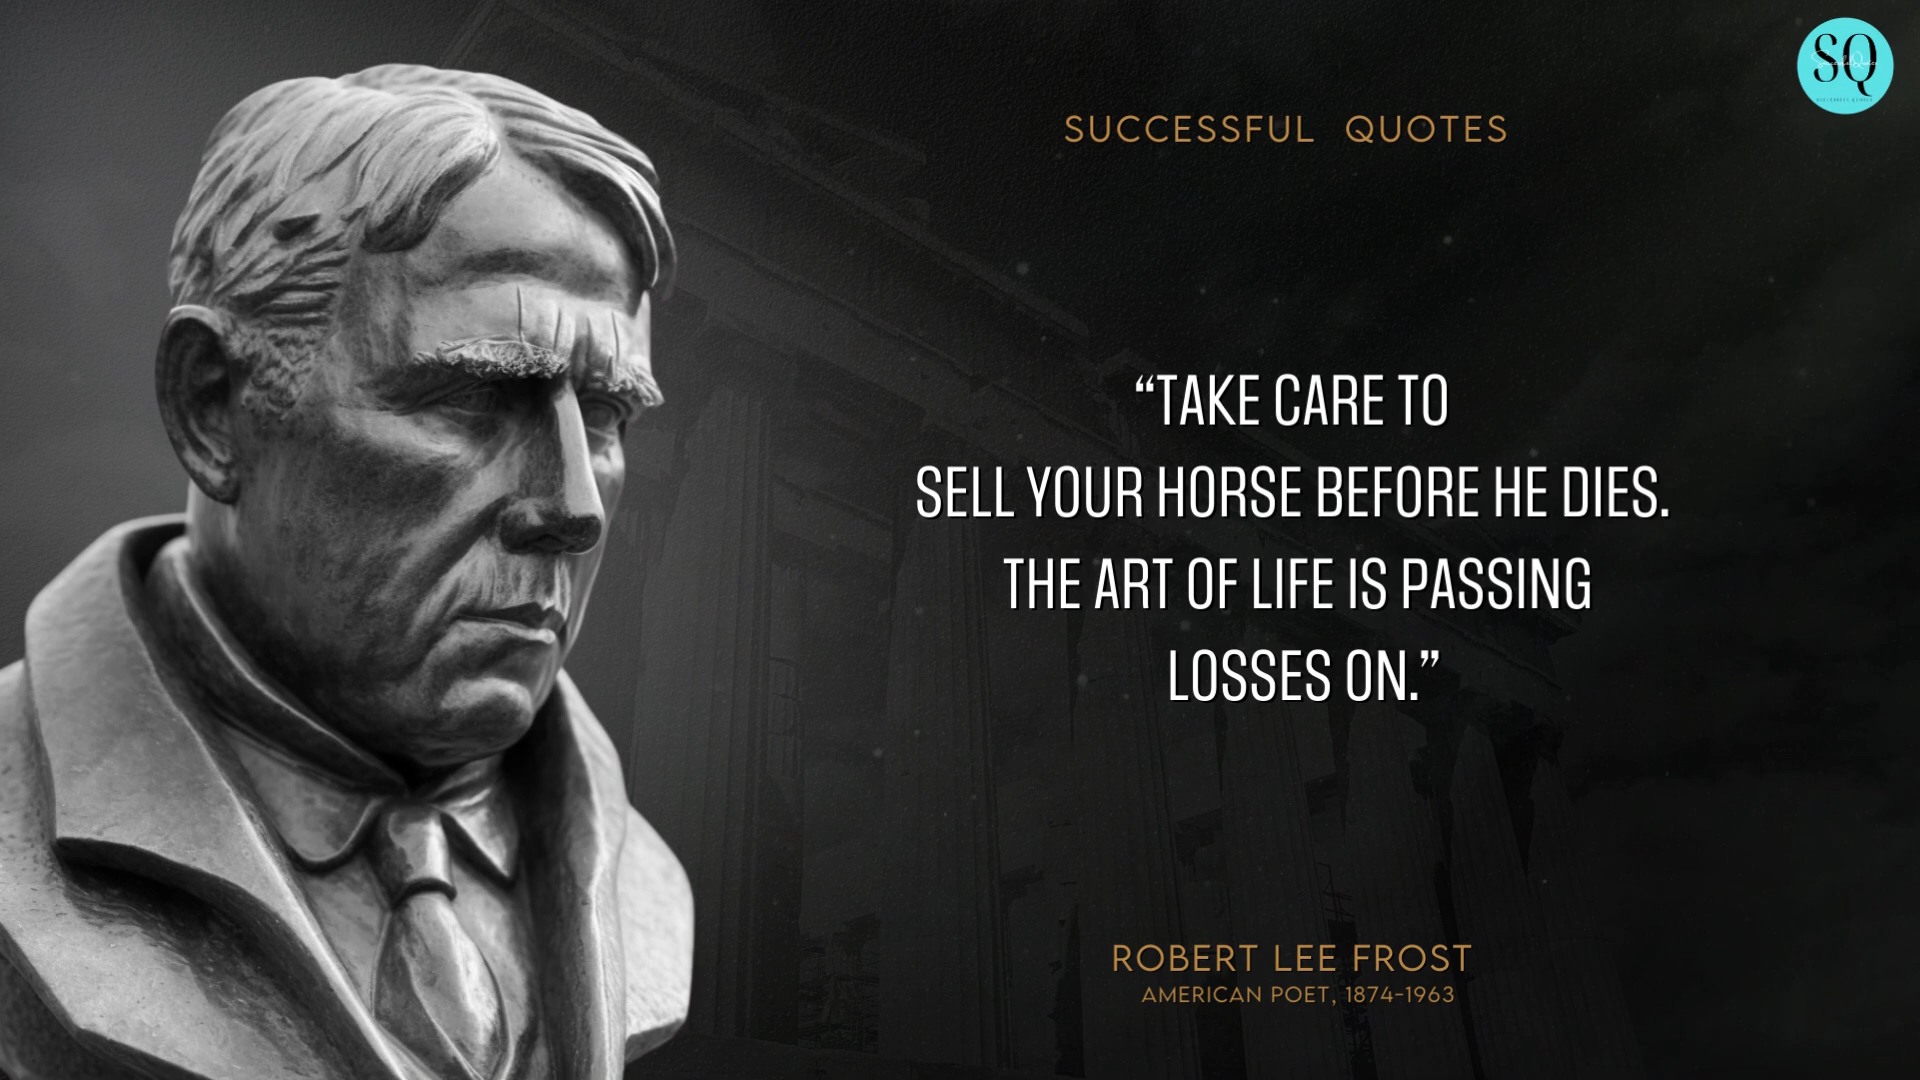 SQ
SUCCESSFUL QUOTES
“TAKE CARE TO
SELL YOUR HORSE BEFORE HE DIES.
THE ART OF LIFE IS PASSING
LOSSES ON.”
ROBERT LEE FROST
AMERICAN POET, 1874-1963